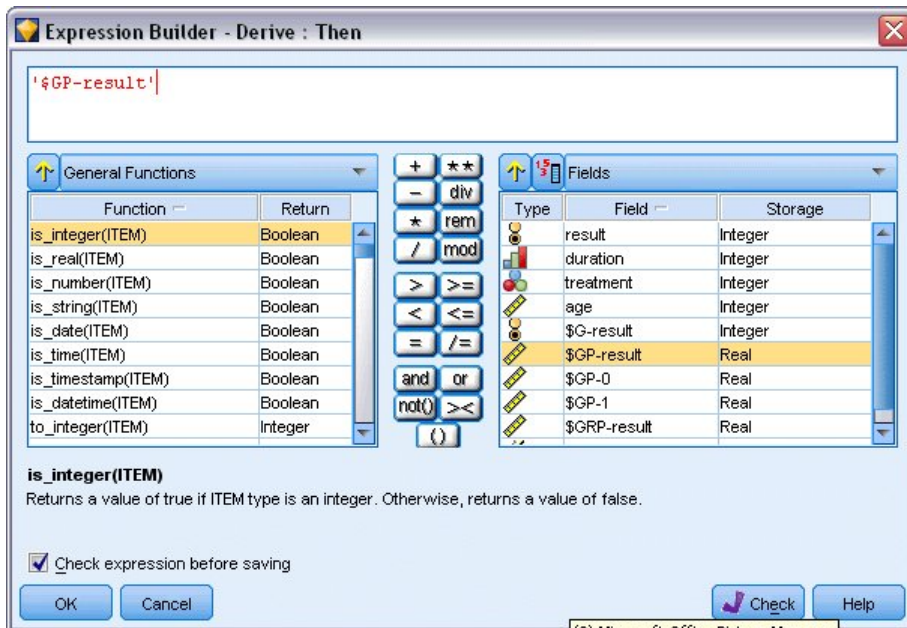 Expression Builder - Derive : Then
'$GP-result'
General Functions
Function Return
is_integer(ITEM) Boolean
is_real(ITEM) Boolean
is_number(ITEM) Boolean
is_string(ITEM) Boolean
is_date(ITEM) Boolean
is_time(ITEM) Boolean
is_timestamp(ITEM) Boolean
is_datetime(ITEM) Boolean
to_integer(ITEM) Integer
+ **
- div
* rem
/ mod
> >=
< <=
= /=
and or
not() ><
()
Fields
Type Field Storage
result Integer
duration Integer
treatment Integer
age Integer
$G-result Integer
$GP-result Real
$GP-0 Real
$GP-1 Real
$GRP-result Real
is_integer(ITEM)
Returns a value of true if ITEM type is an integer. Otherwise, returns a value of false.
Check expression before saving
OK Cancel Check Help